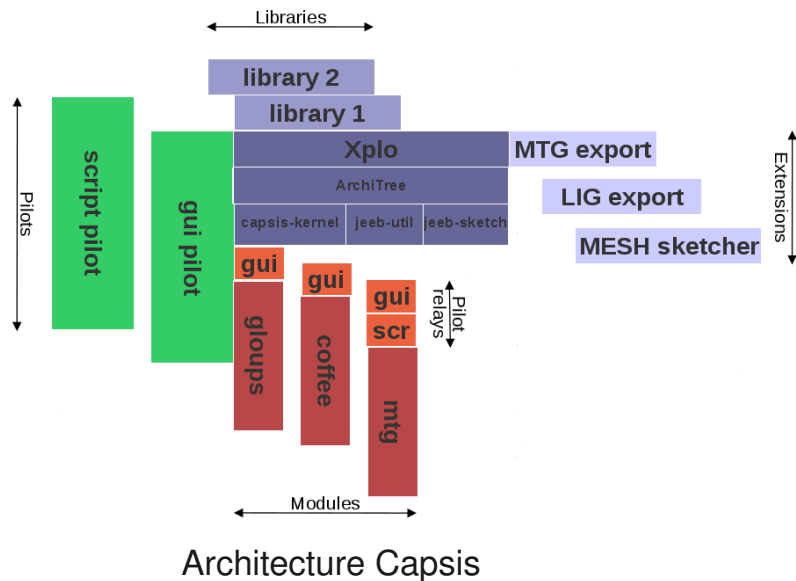 Libraries
library 2
library 1
Xplo
MTG export
ArchiTree
LIG export
capsis-kernel
jeeb-util
jeeb-sketch
MESH sketcher
Extensions
Pilots
script pilot
gui pilot
gui
gui
gui
scr
Pilot
relays
gloups
coffee
mtg
Modules
Architecture Capsis